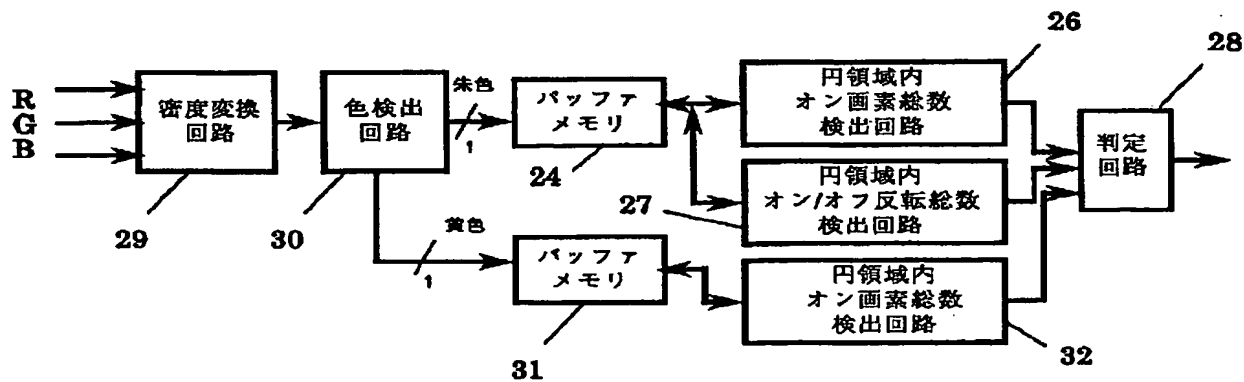 R
G
B
密度変換
回路
29
色検出
回路
30
朱色
1
黄色
1
バッファ
メモリ
24
バッファ
メモリ
31
円領域内
オン画素総数
検出回路
26
円領域内
オン/オフ反転総数
検出回路
27
円領域内
オン画素総数
検出回路
32
判定
回路
28